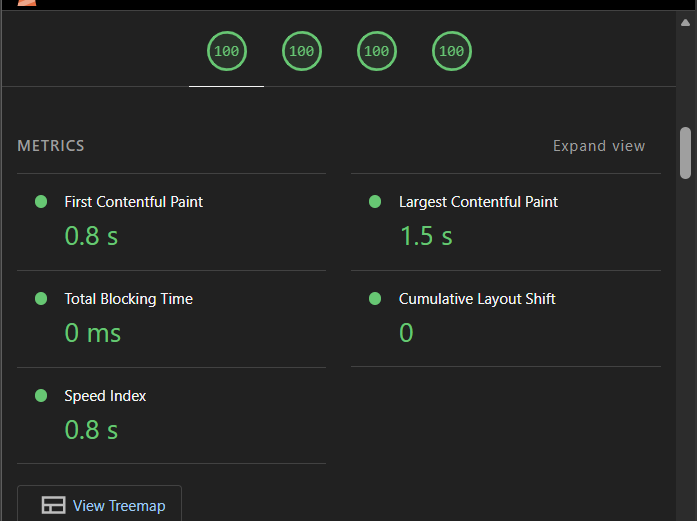 100 100 100 100
METRICS Expand view
First Contentful Paint
0.8 s
Largest Contentful Paint
1.5 s
Total Blocking Time
0 ms
Cumulative Layout Shift
0
Speed Index
0.8 s
View Treemap